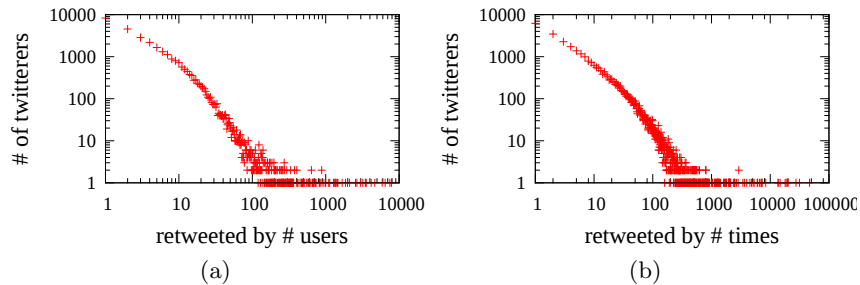 10000
1000
100
10
1
1 10 100 1000 10000
# of twitterers
retweeted by # users
(a)
10000
1000
100
10
1
1 10 100 1000 10000 100000
# of twitterers
retweeted by # times
(b)